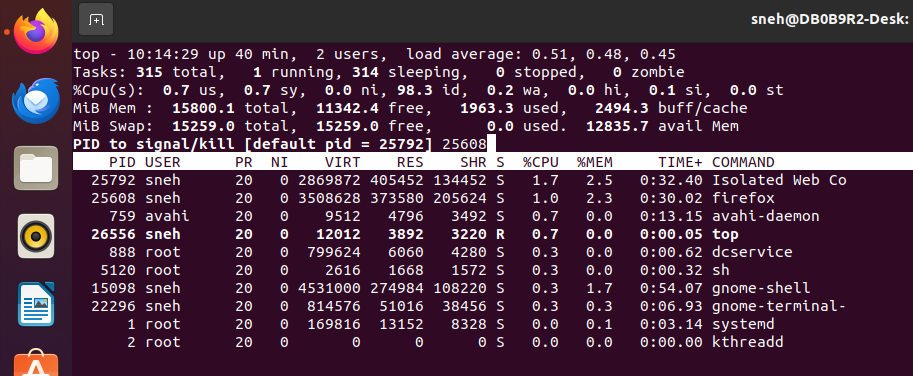 sneh@DB0B9R2-Desk:
top - 10:14:29 up 40 min,  2 users,  load average: 0.51, 0.48, 0.45
Tasks: 315 total,   1 running, 314 sleeping,   0 stopped,   0 zombie
%Cpu(s):  0.7 us,  0.7 sy,  0.0 ni, 98.3 id,  0.2 wa,  0.0 hi,  0.1 si,  0.0 st
MiB Mem :  15800.1 total,  11342.4 free,   1963.3 used,   2494.3 buff/cache
MiB Swap:  15259.0 total,  15259.0 free,      0.0 used.  12835.7 avail Mem
PID to signal/kill [default pid = 25792] 25608
PID USER      PR  NI    VIRT    RES    SHR S  %CPU  %MEM     TIME+ COMMAND
25792 sneh      20   0 2869872 405452 134452 S   1.7   2.5   0:32.40 Isolated Web Co
25608 sneh      20   0 3508628 373580 205624 S   1.0   2.3   0:30.02 firefox
759 avahi     20   0    9512   4796   3492 S   0.7   0.0   0:13.15 avahi-daemon
26556 sneh      20   0   12012   3892   3220 R   0.7   0.0   0:00.05 top
888 root      20   0  799624   6060   4280 S   0.3   0.0   0:00.62 dcservice
5120 root      20   0    2616   1668   1572 S   0.3   0.0   0:00.32 sh
15098 sneh      20   0 4531000 274984 108220 S   0.3   1.7   0:54.07 gnome-shell
22296 sneh      20   0  814576  51016  38456 S   0.3   0.3   0:06.93 gnome-terminal-
1 root      20   0  169816  13152   8328 S   0.0   0.1   0:03.14 systemd
2 root      20   0       0      0      0 S   0.0   0.0   0:00.00 kthreadd